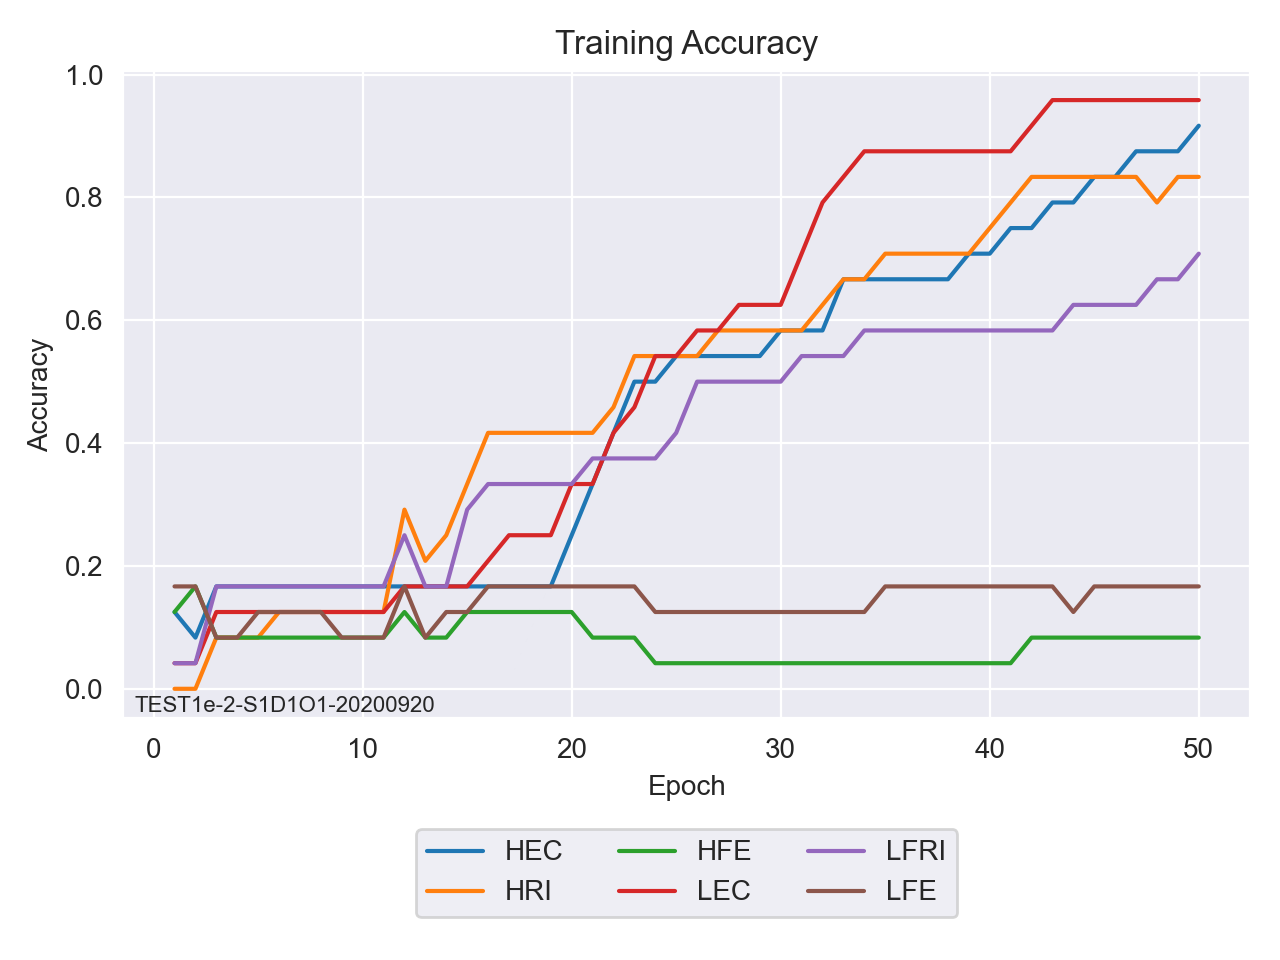 Training Accuracy
1.0
0.8
0.6
0.4
0.2
0.0
Accuracy
TEST1e-2-S1D1O1-20200920
0 10 20 30 40 50
Epoch
HEC HFE LFRI
HRI LEC LFE